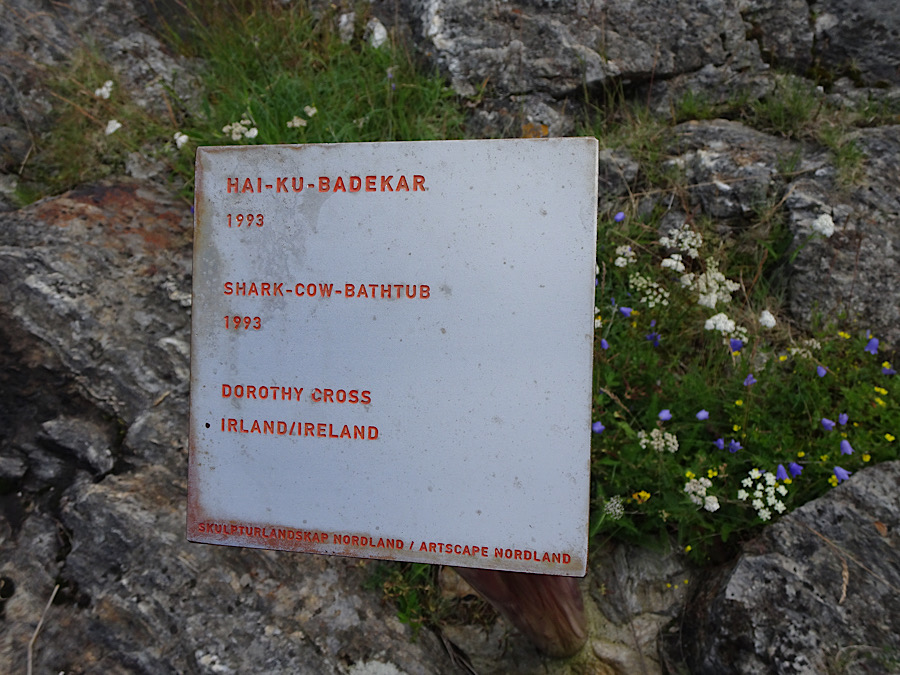 HAI-KU-BADEKAR
1993
SHARK-COW-BATHTUB
1993
DOROTHY CROSS
IRLAND/IRELAND
SKULPTURLANDSKAP NORDLAND / ARTSCAPE NORDLAND